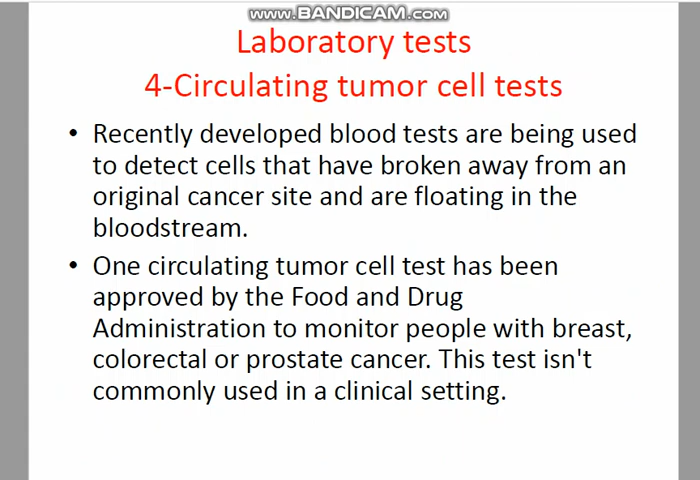 www.BANDICAM.com
Laboratory tests
4-Circulating tumor cell tests
• Recently developed blood tests are being used
to detect cells that have broken away from an
original cancer site and are floating in the
bloodstream.
• One circulating tumor cell test has been
approved by the Food and Drug
Administration to monitor people with breast,
colorectal or prostate cancer. This test isn't
commonly used in a clinical setting.